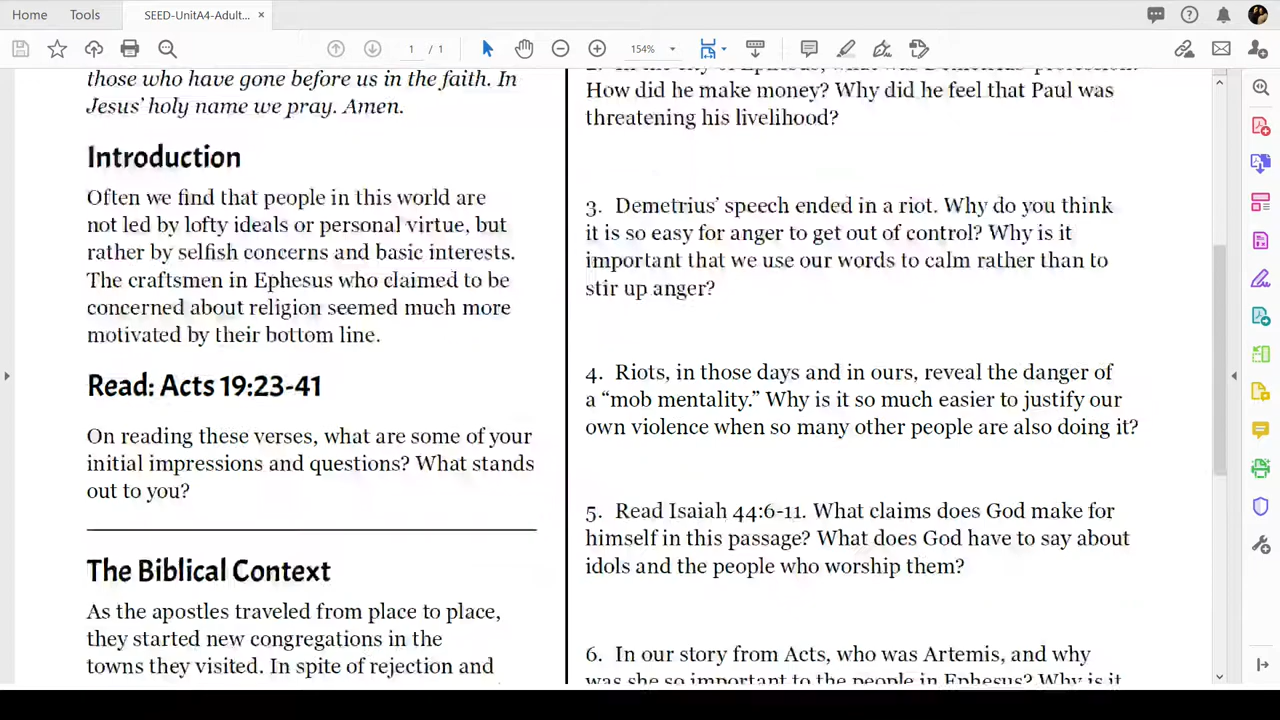 Home
Tools
SEED-UnitA4-Adult...
×
1
/ 1
154%
those who have gone before us in the faith. In
Jesus’ holy name we pray. Amen.
Introduction
Often we find that people in this world are
not led by lofty ideals or personal virtue, but
rather by selfish concerns and basic interests.
The craftsmen in Ephesus who claimed to be
concerned about religion seemed much more
motivated by their bottom line.
Read: Acts 19:23-41
On reading these verses, what are some of your
initial impressions and questions? What stands
out to you?
The Biblical Context
As the apostles traveled from place to place,
they started new congregations in the
towns they visited. In spite of rejection and
How did he make money? Why did he feel that Paul was
threatening his livelihood?
3. Demetrius’ speech ended in a riot. Why do you think
it is so easy for anger to get out of control? Why is it
important that we use our words to calm rather than to
stir up anger?
4. Riots, in those days and in ours, reveal the danger of
a “mob mentality.” Why is it so much easier to justify our
own violence when so many other people are also doing it?
5. Read Isaiah 44:6-11. What claims does God make for
himself in this passage? What does God have to say about
idols and the people who worship them?
6. In our story from Acts, who was Artemis, and why
was she so important to the people in Ephesus? Why is it